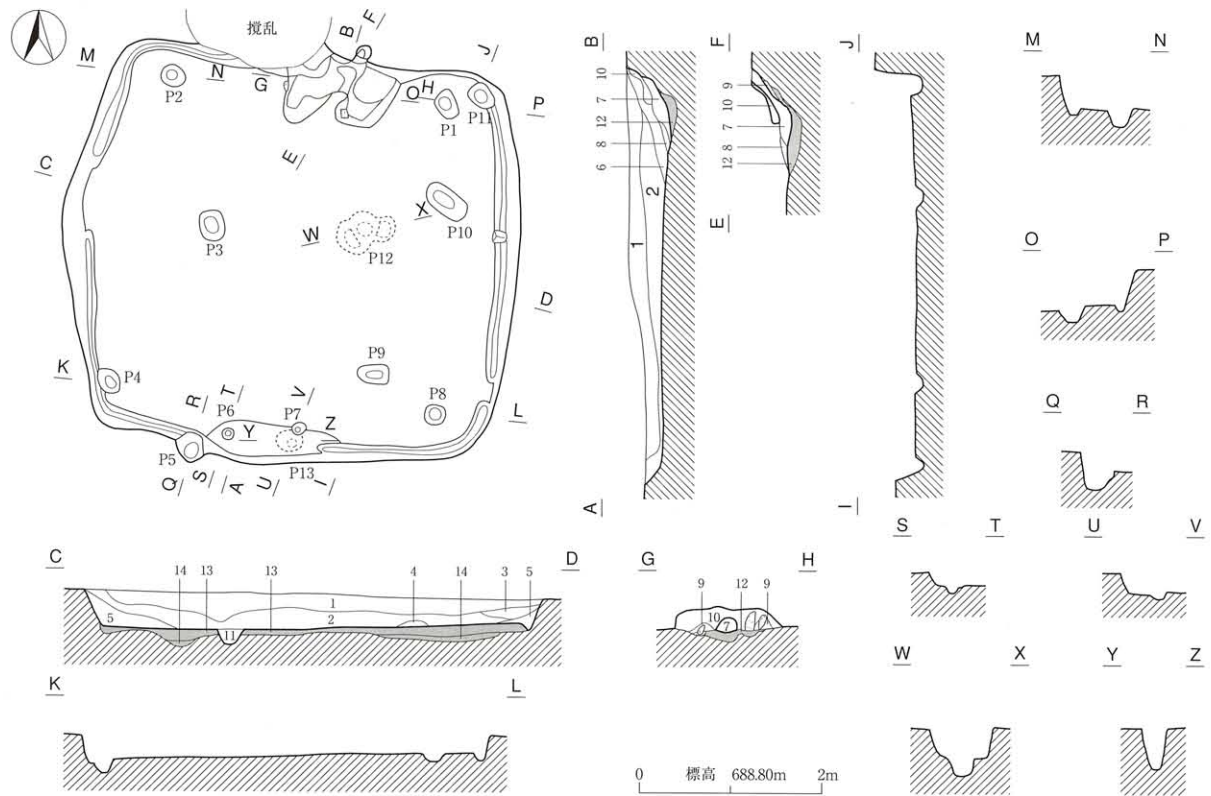 撹乱
B
F
M
N
G
J
O
H
P
P2
P1
P11
C
E
X
P10
W
P3
P12
D
K
P4
R
T
V
P9
P8
P6
P7
L
Y
Z
P5
P13
Q
S
A
U
I
B
F
J
10
7
12
8
6
2
1
9
10
7
8
12
E
A
I
M
N
O
P
Q
R
S
T
U
V
W
X
Y
Z
C
D
14
13
13
4
14
3
5
1
2
5
11
K
L
G
H
9
12
9
10
7
0
標高 688.80m
2m